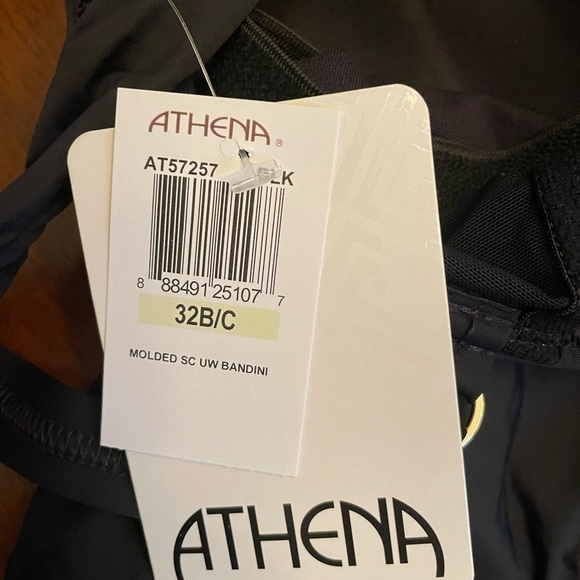 ATHENA®
AT57257
8 88491 25107 7
32B/C
MOLDED SC UW BANDINI
ATHENA